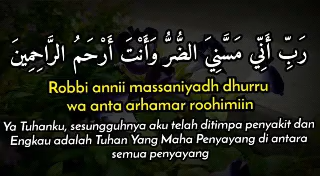 رَبِّ أَنِّي مَسَّنِيَ الضُّرُّ وَأَنْتَ أَرْحَمُ الرَّاحِمِينَ
Robbi annii massaniyadh dhurru
wa anta arhamar roohimiin
Ya Tuhanku, sesungguhnya aku telah ditimpa penyakit dan
Engkau adalah Tuhan Yang Maha Penyayang di antara
semua penyayang